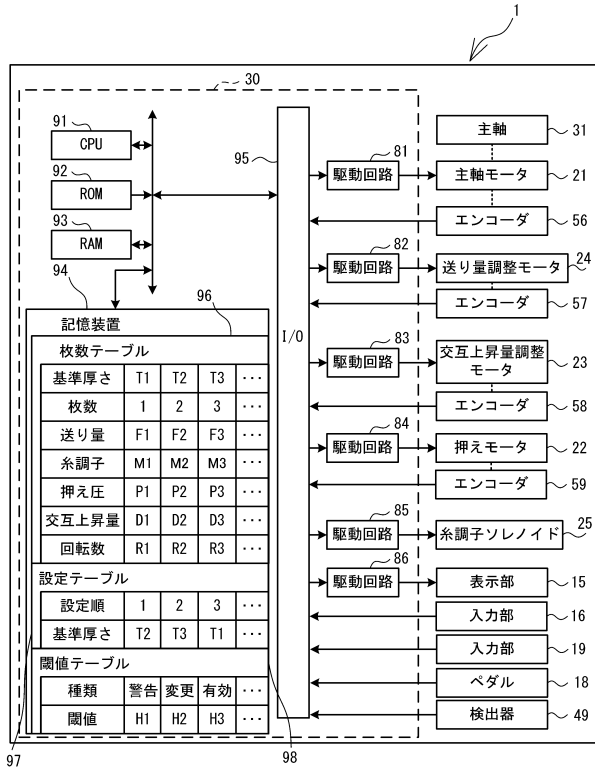 1
30
91
CPU
92
ROM
93
RAM
94
95
I/O
記憶装置
96
枚数テーブル
基準厚さ T1 T2 T3 ･･･
枚数 1 2 3 ･･･
送り量 F1 F2 F3 ･･･
糸調子 M1 M2 M3 ･･･
押え圧 P1 P2 P3 ･･･
交互上昇量 D1 D2 D3 ･･･
回転数 R1 R2 R3 ･･･
設定テーブル
設定順 1 2 3 ･･･
基準厚さ T2 T3 T1 ･･･
閾値テーブル
種類 警告 変更 有効 ･･･
閾値 H1 H2 H3 ･･･
97
98
主軸 31
81
駆動回路 主軸モータ 21
エンコーダ 56
82
駆動回路 送り量調整モータ 24
エンコーダ 57
83
駆動回路 交互上昇量調整
モータ 23
エンコーダ 58
84
駆動回路 押えモータ 22
エンコーダ 59
85
駆動回路 糸調子ソレノイド 25
86
駆動回路 表示部 15
入力部 16
入力部 19
ペダル 18
検出器 49